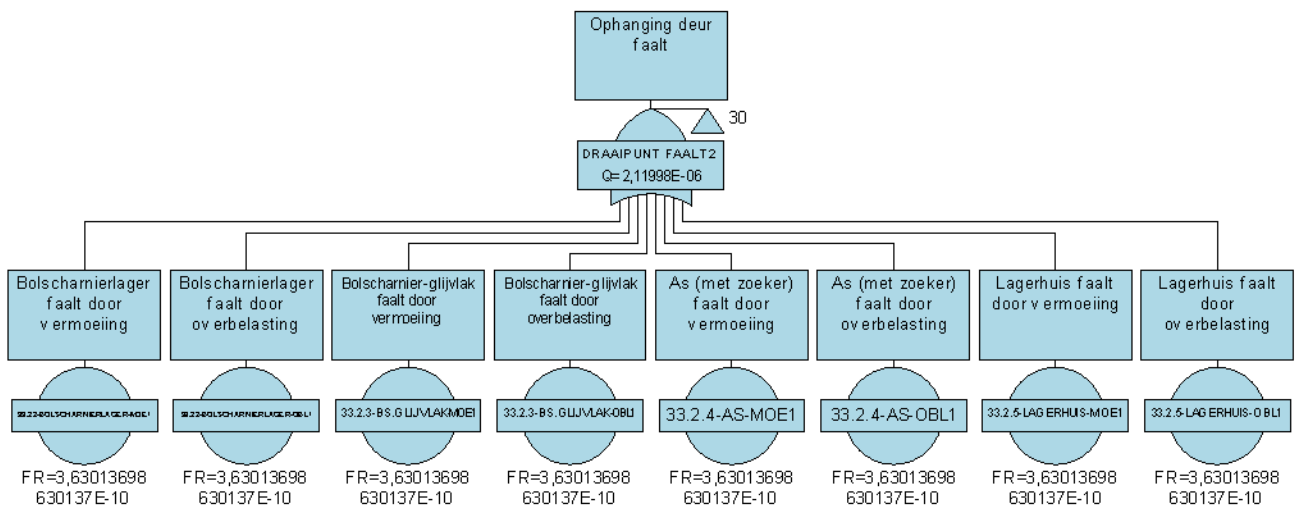 Ophanging deur
faalt
30
DRAAIPUNT FAALT2
Q=2,11998E-06
Bolscharnierlager
faalt door
vermoeiing
Bolscharnierlager
faalt door
overbelasting
Bolscharnier-glijvlak
faalt door
vermoeiing
Bolscharnier-glijvlak
faalt door
overbelasting
As (met zoeker)
faalt door
vermoeiing
As (met zoeker)
faalt door
overbelasting
Lagerhuis faalt
door vermoeiing
Lagerhuis faalt
door
overbelasting
33.2.3-BS.GLIJVLAK-MOE1
33.2.3-BS.GLIJVLAK-OBL1
33.2.4-AS-MOE1
33.2.4-AS-OBL1
33.2.5-LAGERHUIS-MOE1
33.2.5-LAGERHUIS-OBL1
FR=3,63013698
630137E-10
FR=3,63013698
630137E-10
FR=3,63013698
630137E-10
FR=3,63013698
630137E-10
FR=3,63013698
630137E-10
FR=3,63013698
630137E-10
FR=3,63013698
630137E-10
FR=3,63013698
630137E-10